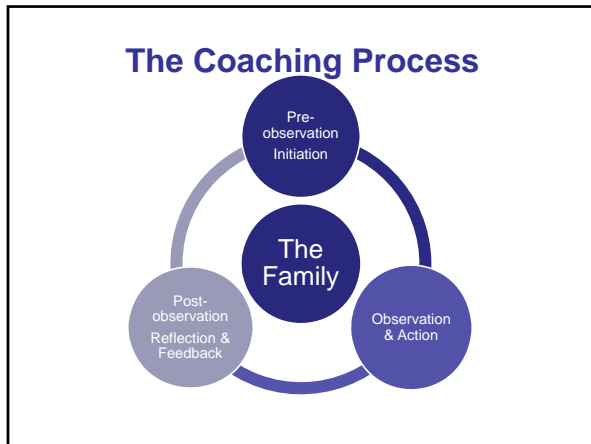 The Coaching Process
Pre-
observation
Initiation
The
Family
Post-
observation
Reflection &
Feedback
Observation
& Action